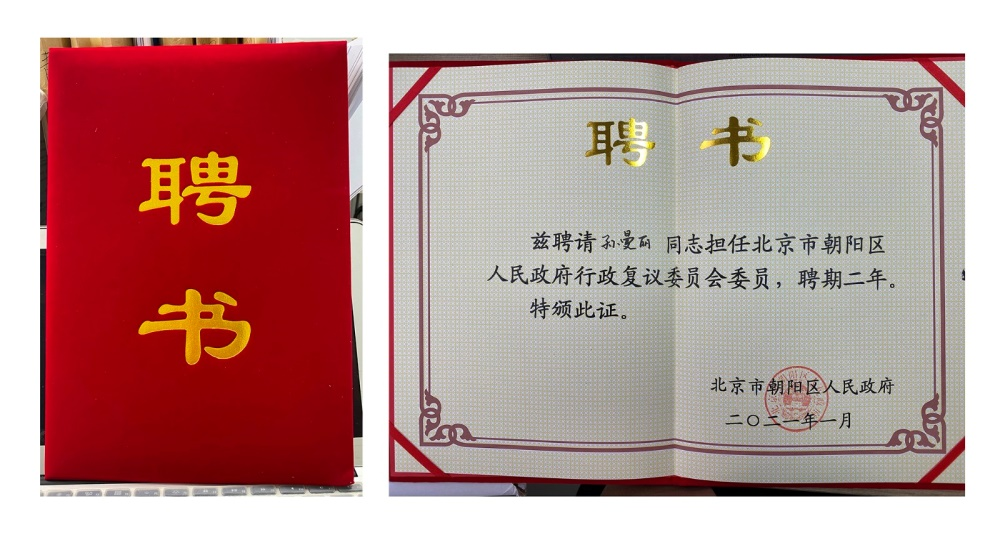 聘
书
聘书
兹聘请孙曼丽同志担任北京市朝阳区
人民政府行政复议委员会委员，聘期二年。
特颁此证。
北京市朝阳区人民政府
二〇二一年一月